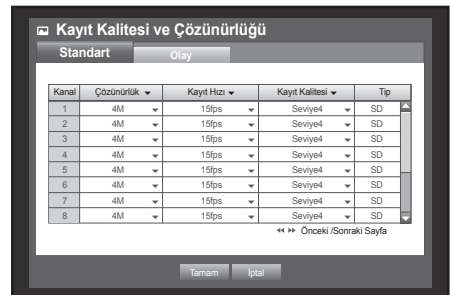 Kayıt Kalitesi ve Çözünürlüğü
Standart Olay
Kanal Çözünürlük Kayıt Hızı Kayıt Kalitesi Tip
1 4M 15fps Seviye4 SD
2 4M 15fps Seviye4 SD
3 4M 15fps Seviye4 SD
4 4M 15fps Seviye4 SD
5 4M 15fps Seviye4 SD
6 4M 15fps Seviye4 SD
7 4M 15fps Seviye4 SD
8 4M 15fps Seviye4 SD
Önceki /Sonraki Sayfa
Tamam İptal